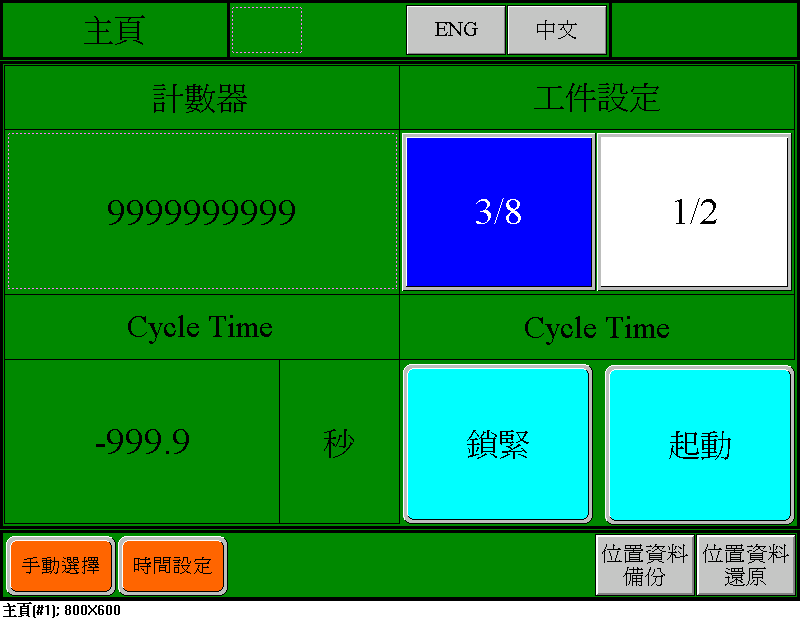 主頁
ENG
中文
計數器
工件設定
9999999999
3/8
1/2
Cycle Time
Cycle Time
-999.9
秒
鎖緊
起動
手動選擇
時間設定
位置資料
備份
位置資料
還原
主頁(#1); 800X600